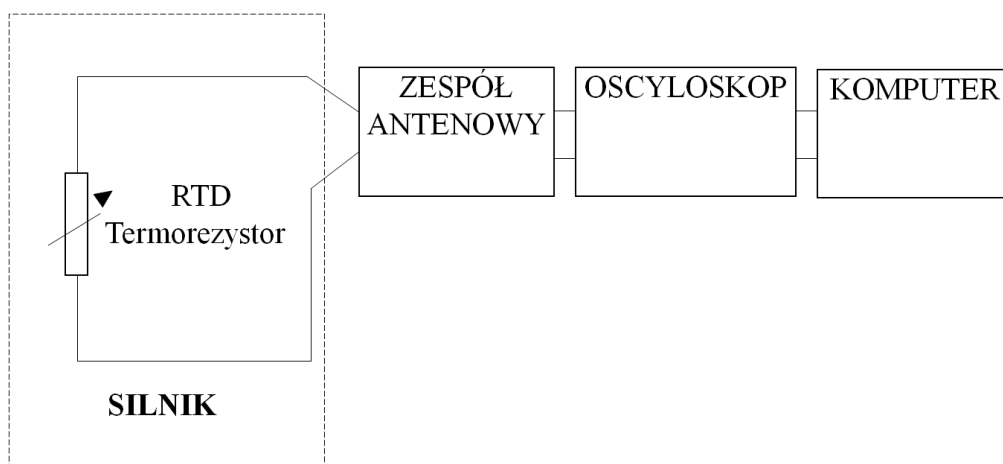 ZESPÓŁ
ANTENOWY
OSCYLOSKOP
KOMPUTER
RTD
Termorezystor
SILNIK